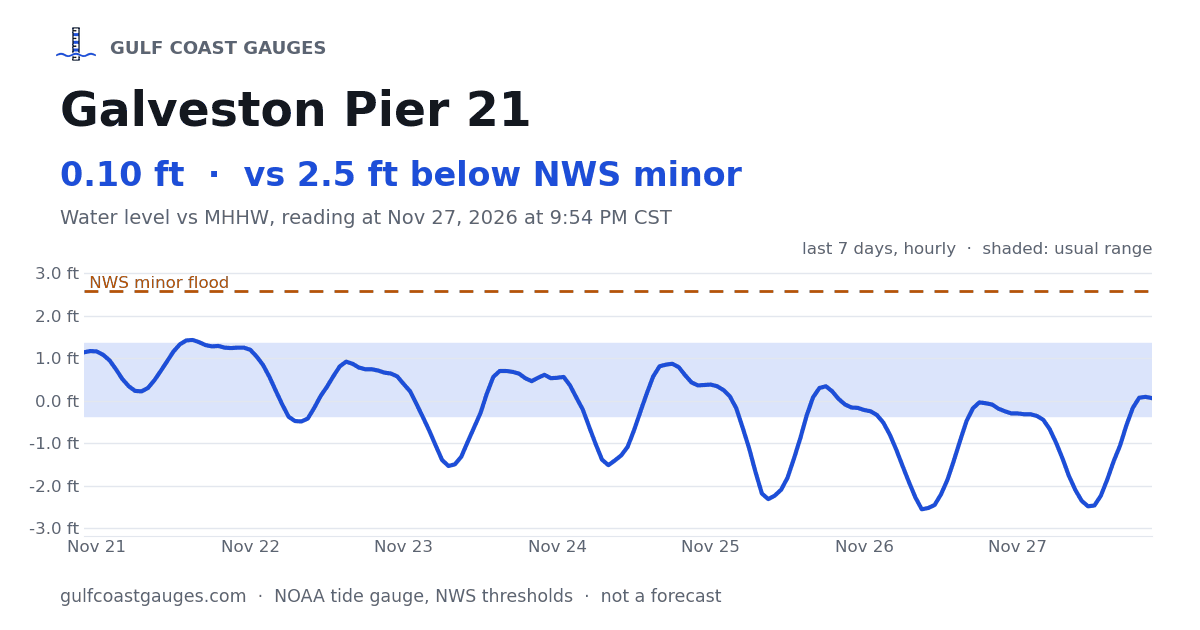 GULF COAST GAUGES
Galveston Pier 21
0.10 ft · vs 2.5 ft below NWS minor
Water level vs MHHW, reading at Nov 27, 2026 at 9:54 PM CST
last 7 days, hourly · shaded: usual range
3.0 ft
NWS minor flood
2.0 ft
1.0 ft
0.0 ft
-1.0 ft
-2.0 ft
-3.0 ft
Nov 21 Nov 22 Nov 23 Nov 24 Nov 25 Nov 26 Nov 27
gulfcoastgauges.com · NOAA tide gauge, NWS thresholds · not a forecast